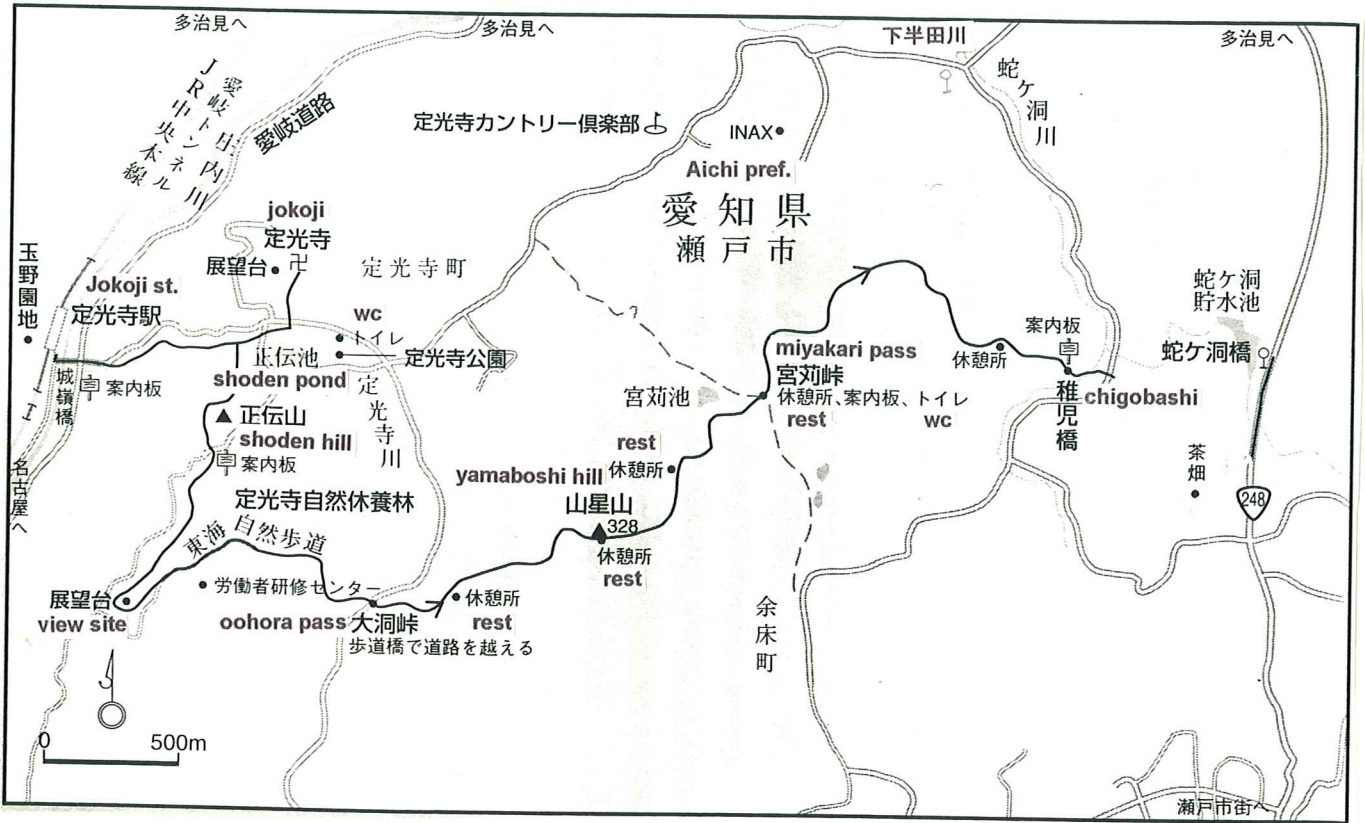 多治見へ
多治見へ
下半田川
多治見へ
愛岐トンネル
JR中央本線
庄内川
愛岐道路
定光寺カントリー倶楽部
INAX
蛇ケ洞川
Aichi pref.
愛知県
瀬戸市
jokoji
定光寺
展望台
定光寺町
玉野園地
Jokoji st.
定光寺駅
wc
トイレ
正伝池
定光寺公園
shoden pond
城嶺橋
案内板
正伝山
shoden hill
案内板
定光寺川
名古屋へ
定光寺自然休養林
東海自然歩道
労働者研修センター
展望台
view site
oohora pass
大洞峠
歩道橋で道路を越える
休憩所
rest
yamaboshi hill
山星山
328
休憩所
rest
rest
休憩所
宮苅池
miyakari pass
宮苅峠
休憩所、案内板、トイレ
rest
wc
休憩所
案内板
稚児橋
chigobashi
蛇ケ洞
貯水池
蛇ケ洞橋
茶畑
248
余床町
0
500m
瀬戸市街へ